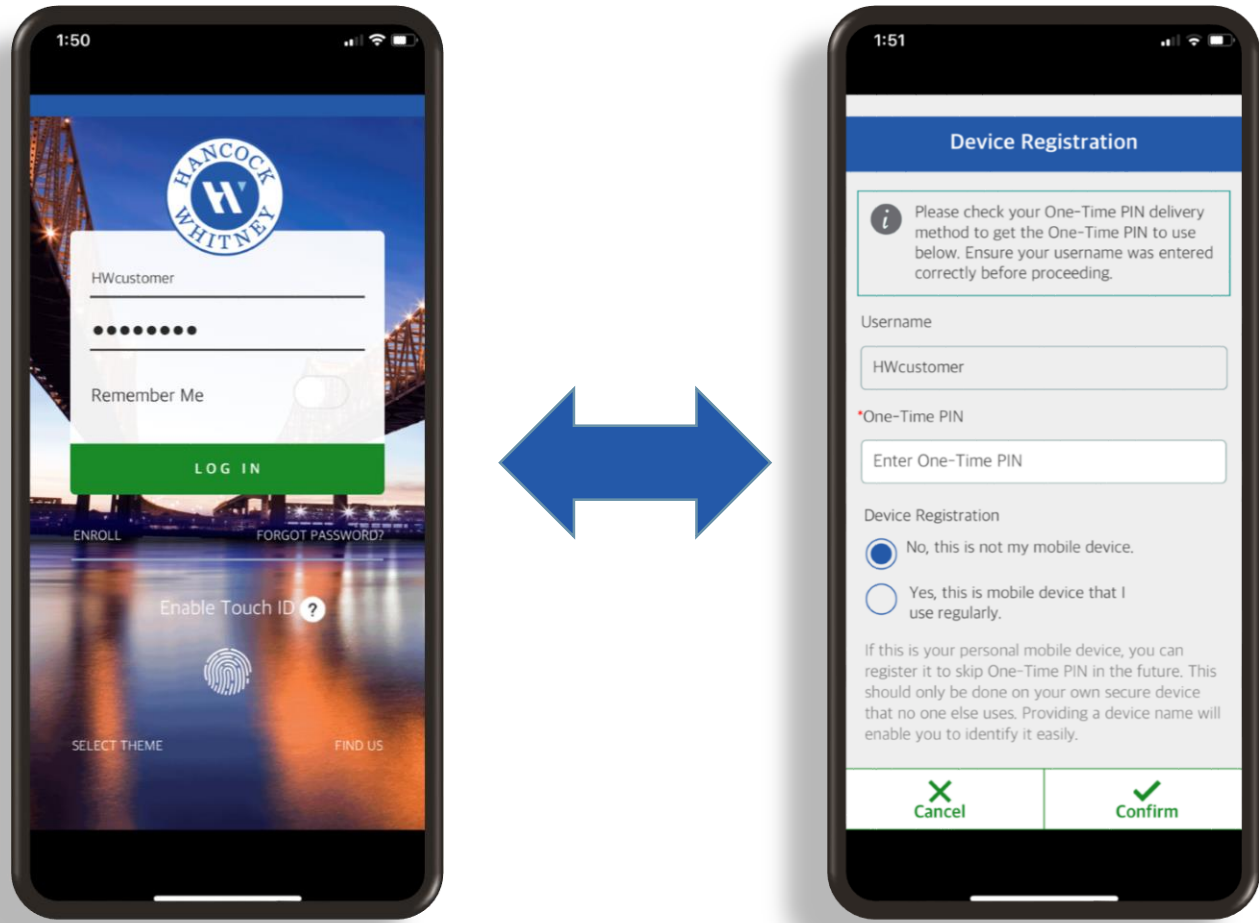 1:50
HANCOCK
WHITNEY
HWcustomer
••••••••
Remember Me
LOG IN
ENROLL
FORGOT PASSWORD?
Enable Touch ID ?
SELECT THEME
FIND US
1:51
Device Registration
i
Please check your One-Time PIN delivery
method to get the One-Time PIN to use
below. Ensure your username was entered
correctly before proceeding.
Username
HWcustomer
*One-Time PIN
Enter One-Time PIN
Device Registration
No, this is not my mobile device.
Yes, this is mobile device that I
use regularly.
If this is your personal mobile device, you can
register it to skip One-Time PIN in the future. This
should only be done on your own secure device
that no one else uses. Providing a device name will
enable you to identify it easily.
Cancel
Confirm